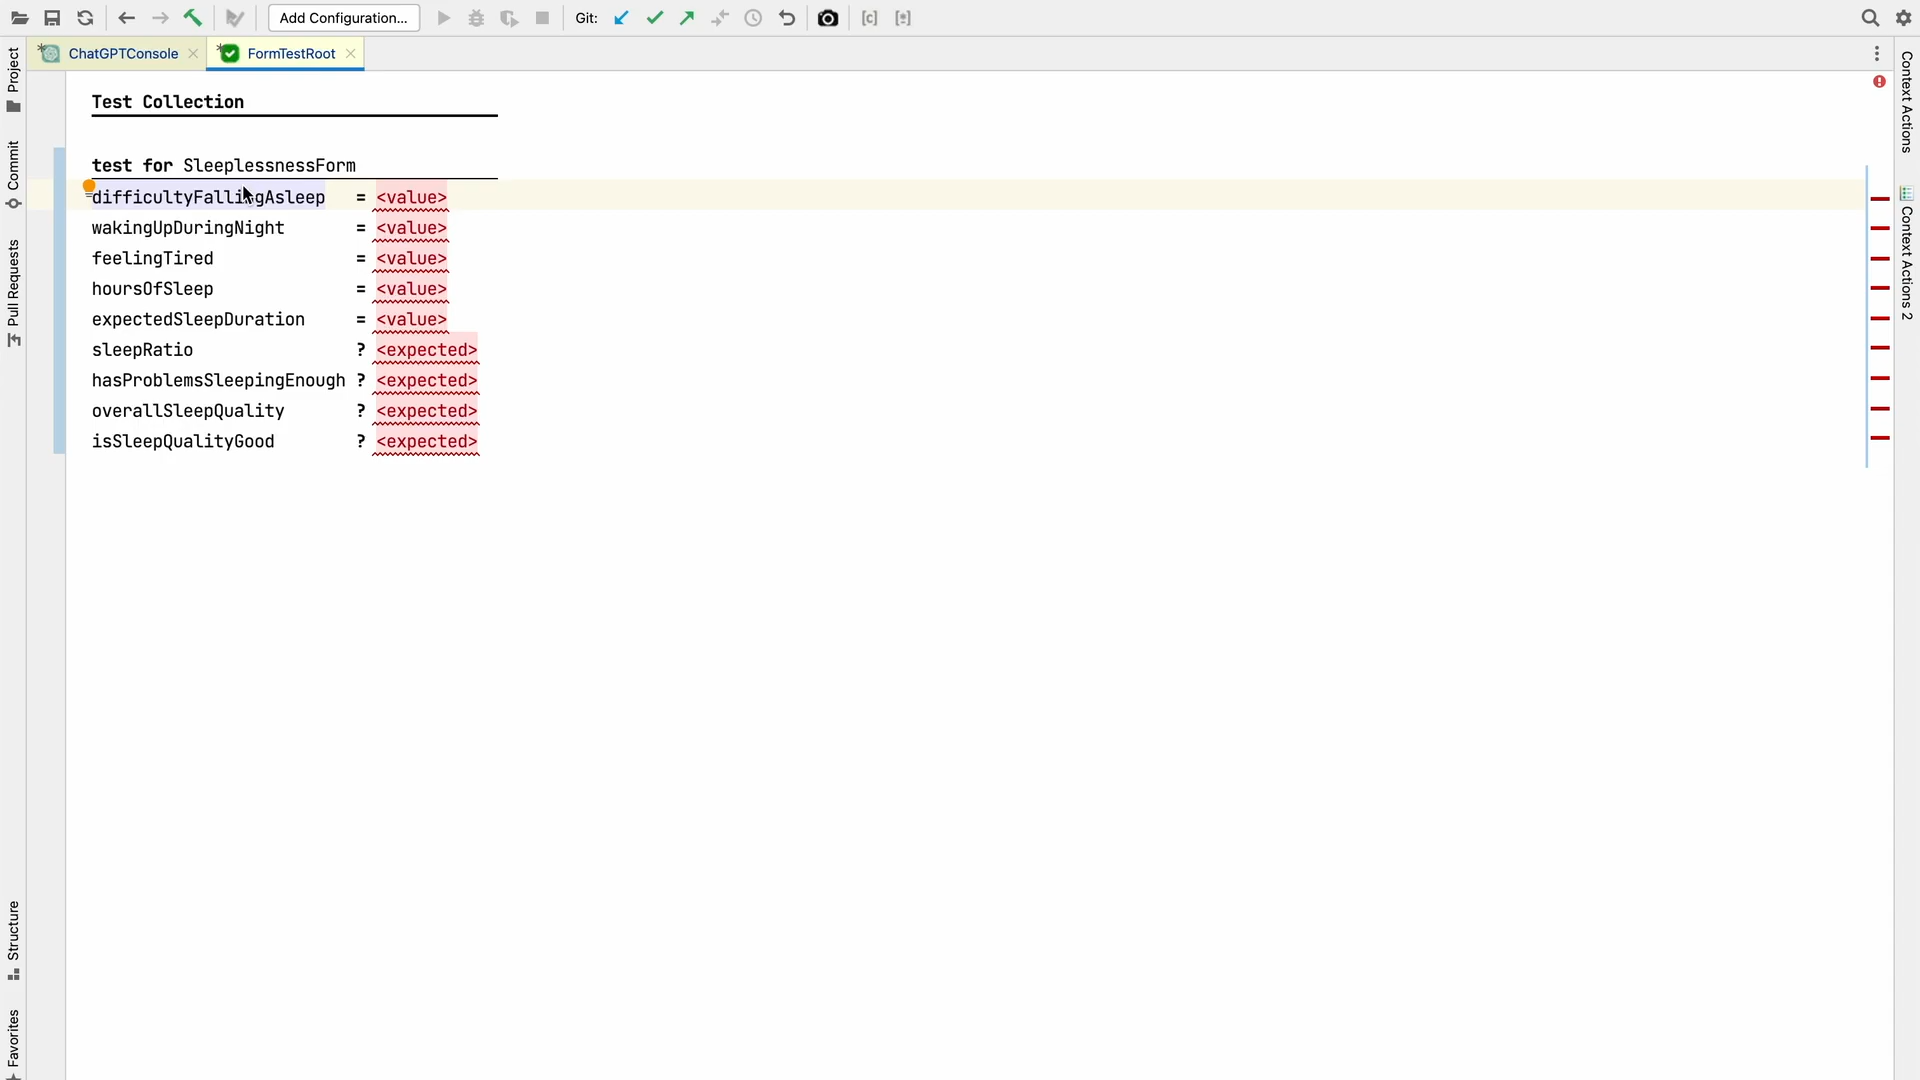 Add Configuration...
Git:
ChatGPTConsole
FormTestRoot
Project
Commit
Pull Requests
Structure
Favorites
Test Collection
test for SleeplessnessForm
difficultyFallingAsleep = <value>
wakingUpDuringNight = <value>
feelingTired = <value>
hoursOfSleep = <value>
expectedSleepDuration = <value>
sleepRatio ? <expected>
hasProblemsSleepingEnough ? <expected>
overallSleepQuality ? <expected>
isSleepQualityGood ? <expected>
Context Actions
Context Actions 2